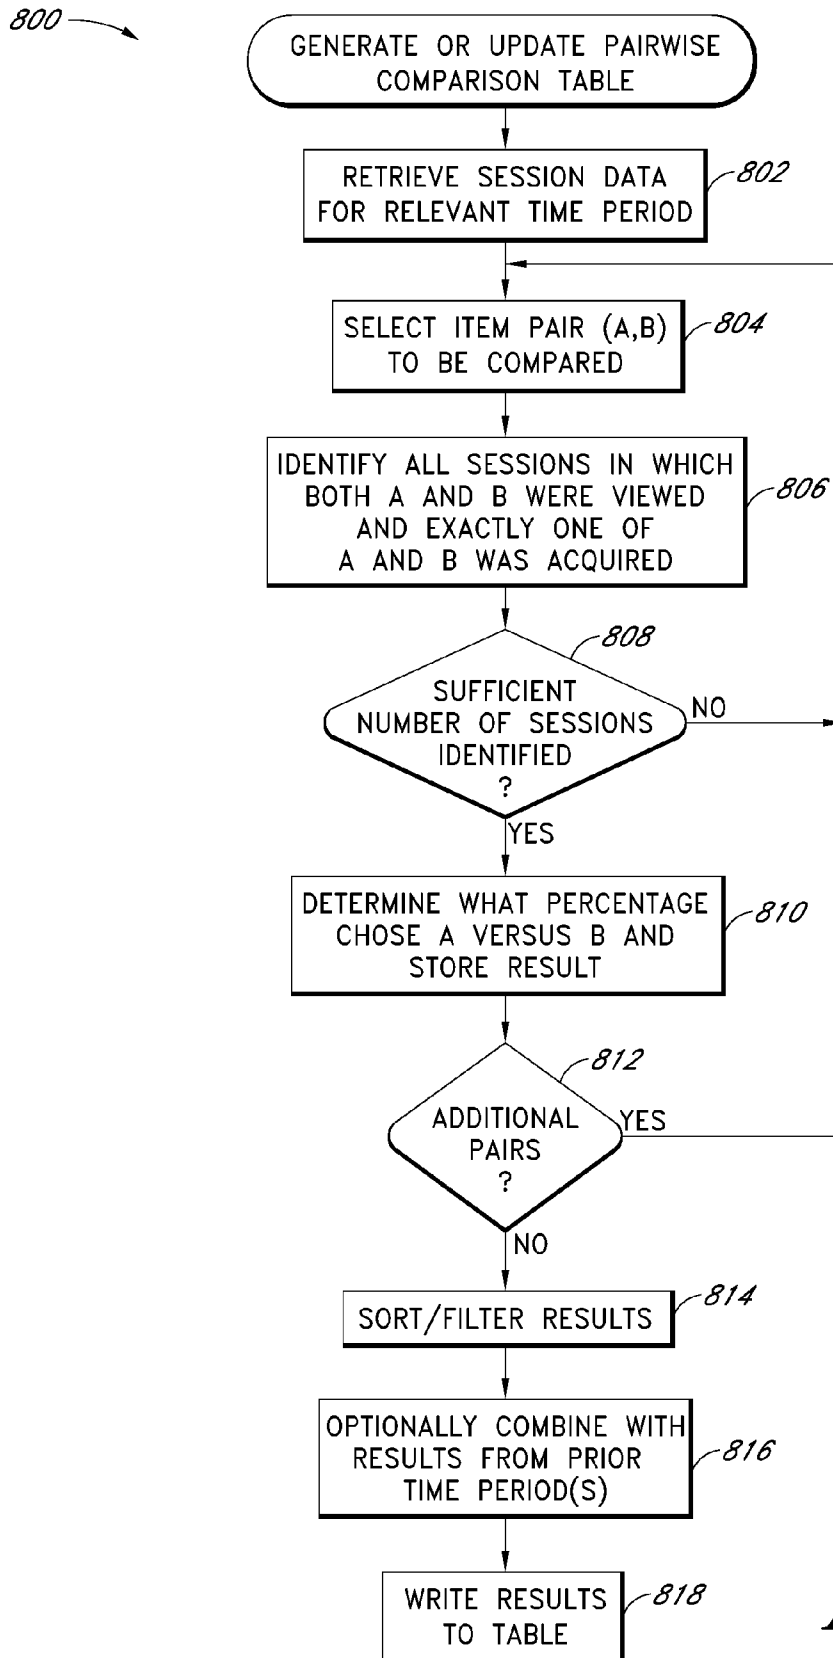 800
GENERATE OR UPDATE PAIRWISE
COMPARISON TABLE
RETRIEVE SESSION DATA
FOR RELEVANT TIME PERIOD
802
SELECT ITEM PAIR (A,B)
TO BE COMPARED
804
IDENTIFY ALL SESSIONS IN WHICH
BOTH A AND B WERE VIEWED
AND EXACTLY ONE OF
A AND B WAS ACQUIRED
806
808
SUFFICIENT
NUMBER OF SESSIONS
IDENTIFIED
?
NO
YES
DETERMINE WHAT PERCENTAGE
CHOSE A VERSUS B AND
STORE RESULT
810
812
ADDITIONAL
PAIRS
?
YES
NO
SORT/FILTER RESULTS
814
OPTIONALLY COMBINE WITH
RESULTS FROM PRIOR
TIME PERIOD(S)
816
WRITE RESULTS
TO TABLE
818